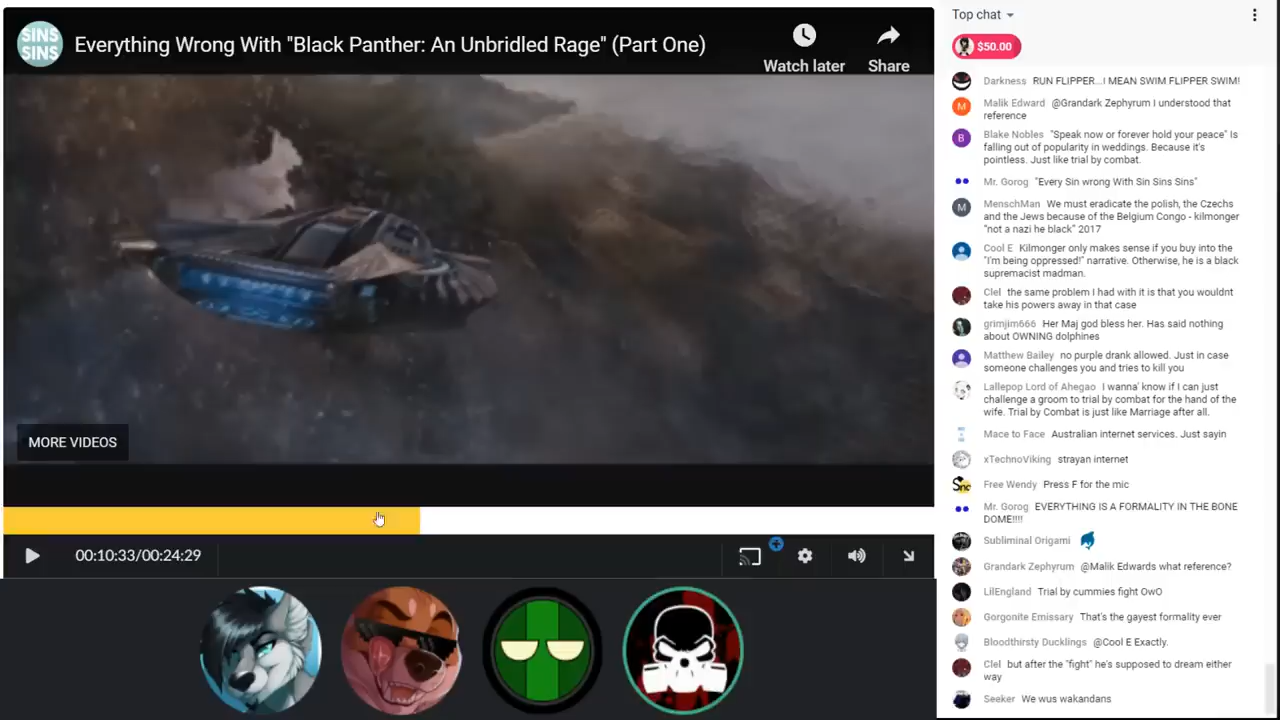 SINS
SINS
Everything Wrong With "Black Panther: An Unbridled Rage" (Part One)
Watch later
Share
MORE VIDEOS
00:10:33/00:24:29
Top chat
$50.00
Darkness RUN FLIPPER...I MEAN SWIM FLIPPER SWIM!
M
Malik Edward @Grandark Zephyrum I understood that
reference
B
Blake Nobles "Speak now or forever hold your peace" Is
falling out of popularity in weddings. Because it's
pointless. Just like trial by combat.
Mr. Gorog "Every Sin wrong With Sin Sins Sins"
M
MenschMan We must eradicate the polish, the Czechs
and the Jews because of the Belgium Congo - kilmonger
"not a nazi he black" 2017
Cool E Kilmonger only makes sense if you buy into the
"I'm being oppressed!" narrative. Otherwise, he is a black
supremacist madman.
Clel the same problem I had with it is that you wouldnt
take his powers away in that case
grimjim666 Her Maj god bless her. Has said nothing
about OWNING dolphines
Matthew Bailey no purple drank allowed. Just in case
someone challenges you and tries to kill you
Lallepop Lord of Ahegao I wanna' know if I can just
challenge a groom to trial by combat for the hand of the
wife. Trial by Combat is just like Marriage after all.
Mace to Face Australian internet services. Just sayin
xTechnoViking strayan internet
Free Wendy Press F for the mic
Mr. Gorog EVERYTHING IS A FORMALITY IN THE BONE
DOME!!!!
Subliminal Origami
Grandark Zephyrum @Malik Edwards what reference?
LilEngland Trial by cummies fight OwO
Gorgonite Emissary That's the gayest formality ever
Bloodthirsty Ducklings @Cool E Exactly.
Clel but after the "fight" he's supposed to dream either
way
Seeker We wus wakandans